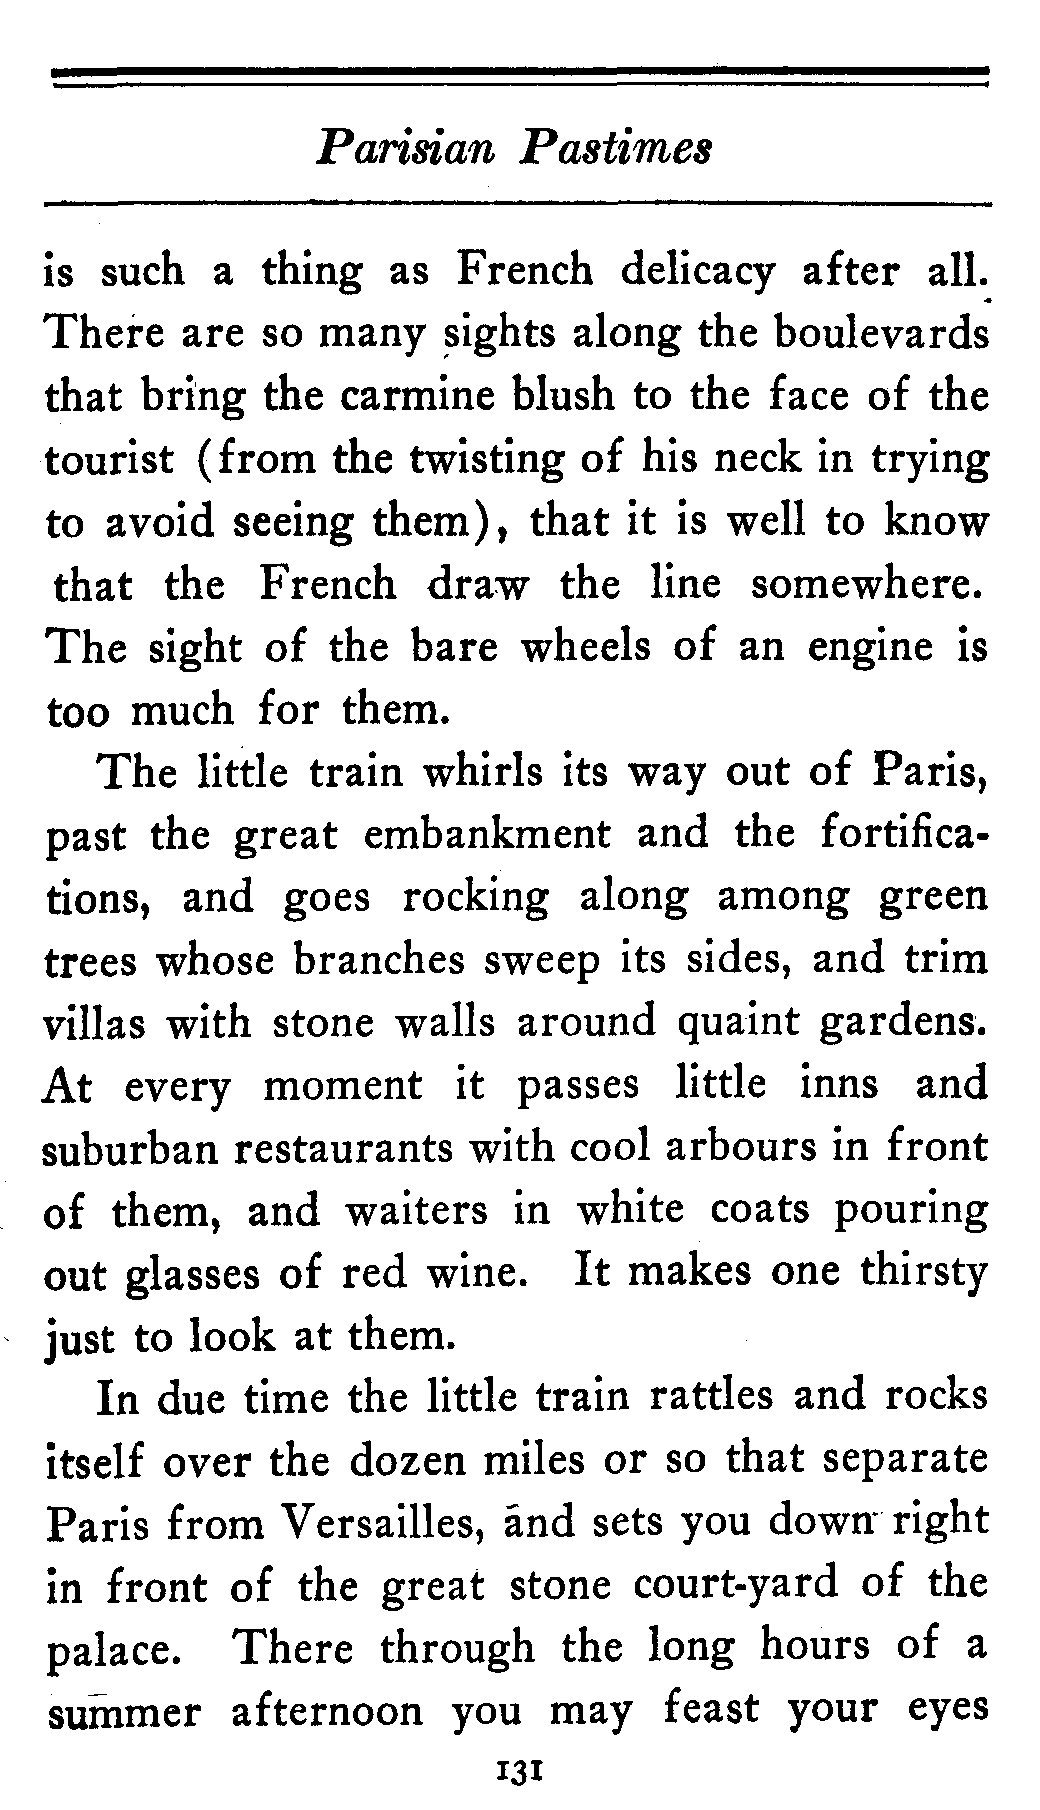 Parisian Pastimes
is such a thing as French delicacy after all.
There are so many sights along the boulevards
that bring the carmine blush to the face of the
tourist (from the twisting of his neck in trying
to avoid seeing them), that it is well to know
that the French draw the line somewhere.
The sight of the bare wheels of an engine is
too much for them.
The little train whirls its way out of Paris,
past the great embankment and the fortifica-
tions, and goes rocking along among green
trees whose branches sweep its sides, and trim
villas with stone walls around quaint gardens.
At every moment it passes little inns and
suburban restaurants with cool arbours in front
of them, and waiters in white coats pouring
out glasses of red wine. It makes one thirsty
just to look at them.
In due time the little train rattles and rocks
itself over the dozen miles or so that separate
Paris from Versailles, and sets you down right
in front of the great stone court-yard of the
palace. There through the long hours of a
summer afternoon you may feast your eyes
131